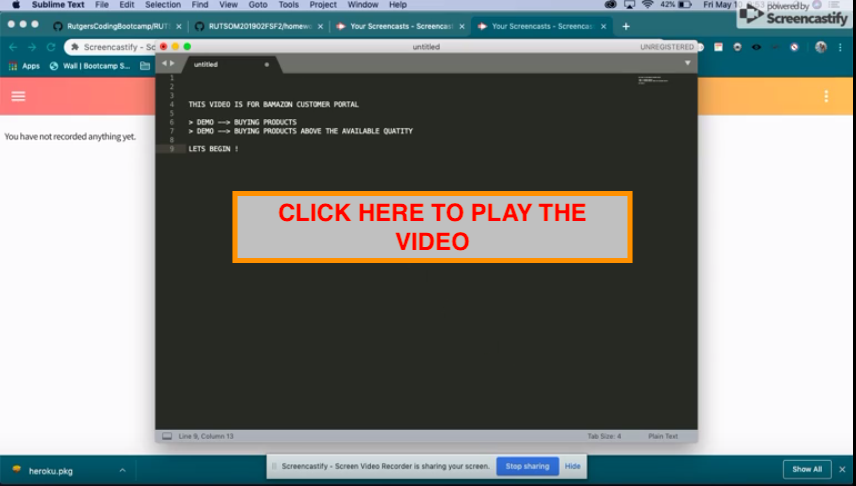 Sublime Text File Edit Selection Find View Goto Tools Project Window Help
42% Fri May
powered by
Screencastify
RutgersCodingBootcamp/RUT
RUTSOM201902FSF2/homew
Your Screencasts - Screencas
Your Screencasts - Screencas
Screencastify - Sc
untitled
UNREGISTERED
Apps Wall | Bootcamp S...
untitled
1
2
3
4 THIS VIDEO IS FOR BAMAZON CUSTOMER PORTAL
5
6 > DEMO --> BUYING PRODUCTS
7 > DEMO --> BUYING PRODUCTS ABOVE THE AVAILABLE QUATITY
8
9 LETS BEGIN !
You have not recorded anything yet.
CLICK HERE TO PLAY THE
VIDEO
Line 9, Column 13
Tab Size: 4 Plain Text
heroku.pkg
Screencastify - Screen Video Recorder is sharing your screen. Stop sharing Hide
Show All